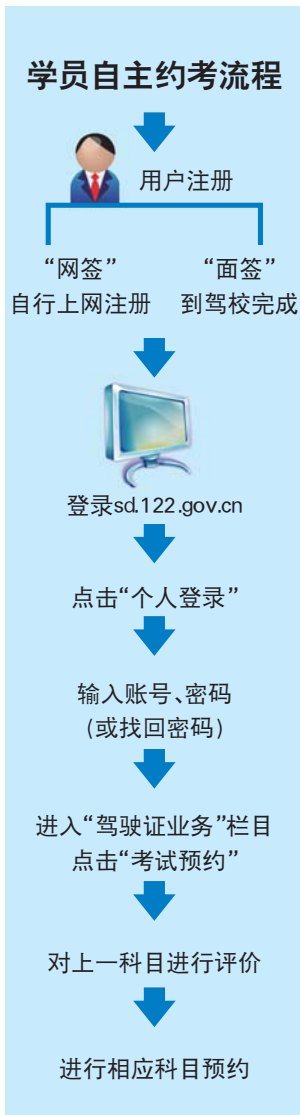 学员自主约考流程
用户注册
“网签” “面签”
自行上网注册 到驾校完成
登录sd.122.gov.cn
点击“个人登录”
输入账号、密码
(或找回密码)
进入“驾驶证业务”栏目
点击“考试预约”
对上一科目进行评价
进行相应科目预约